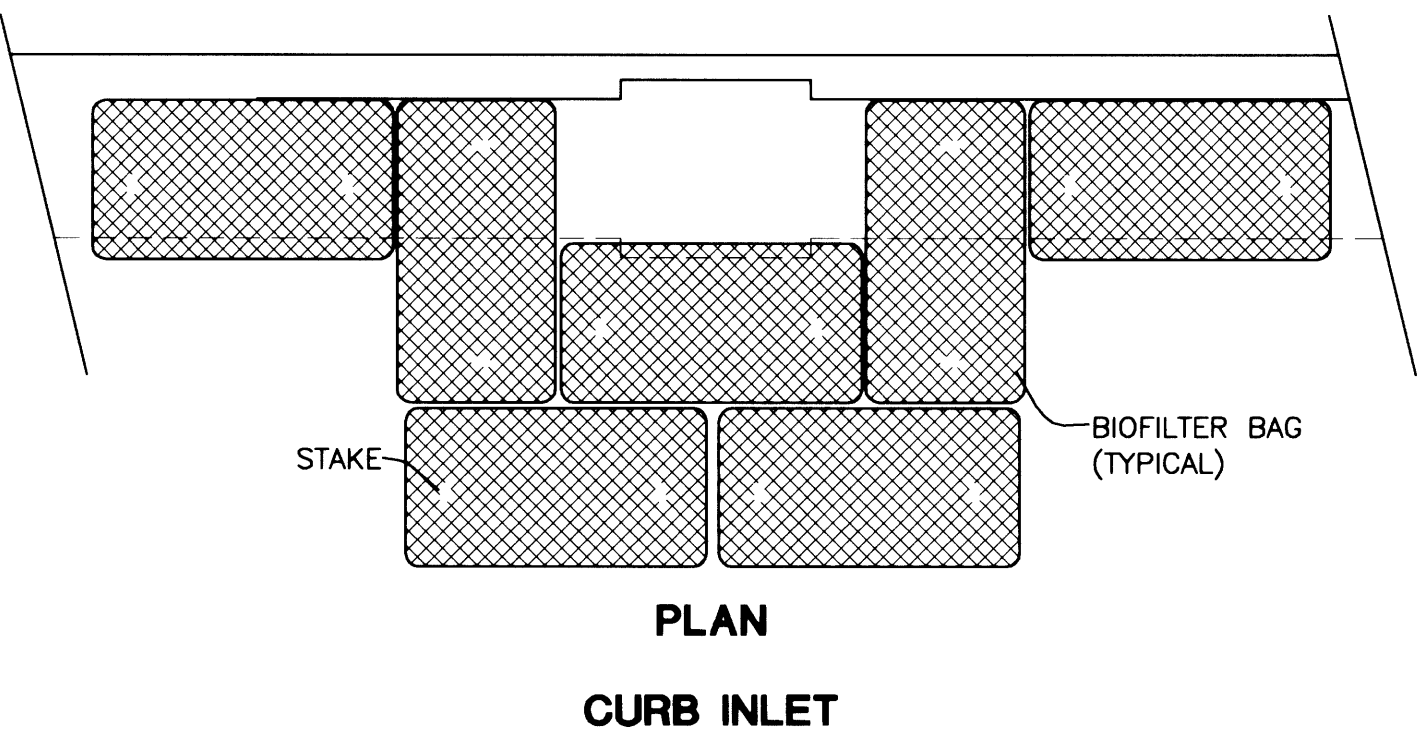 STAKE
BIOFILTER BAG
(TYPICAL)
PLAN
CURB INLET